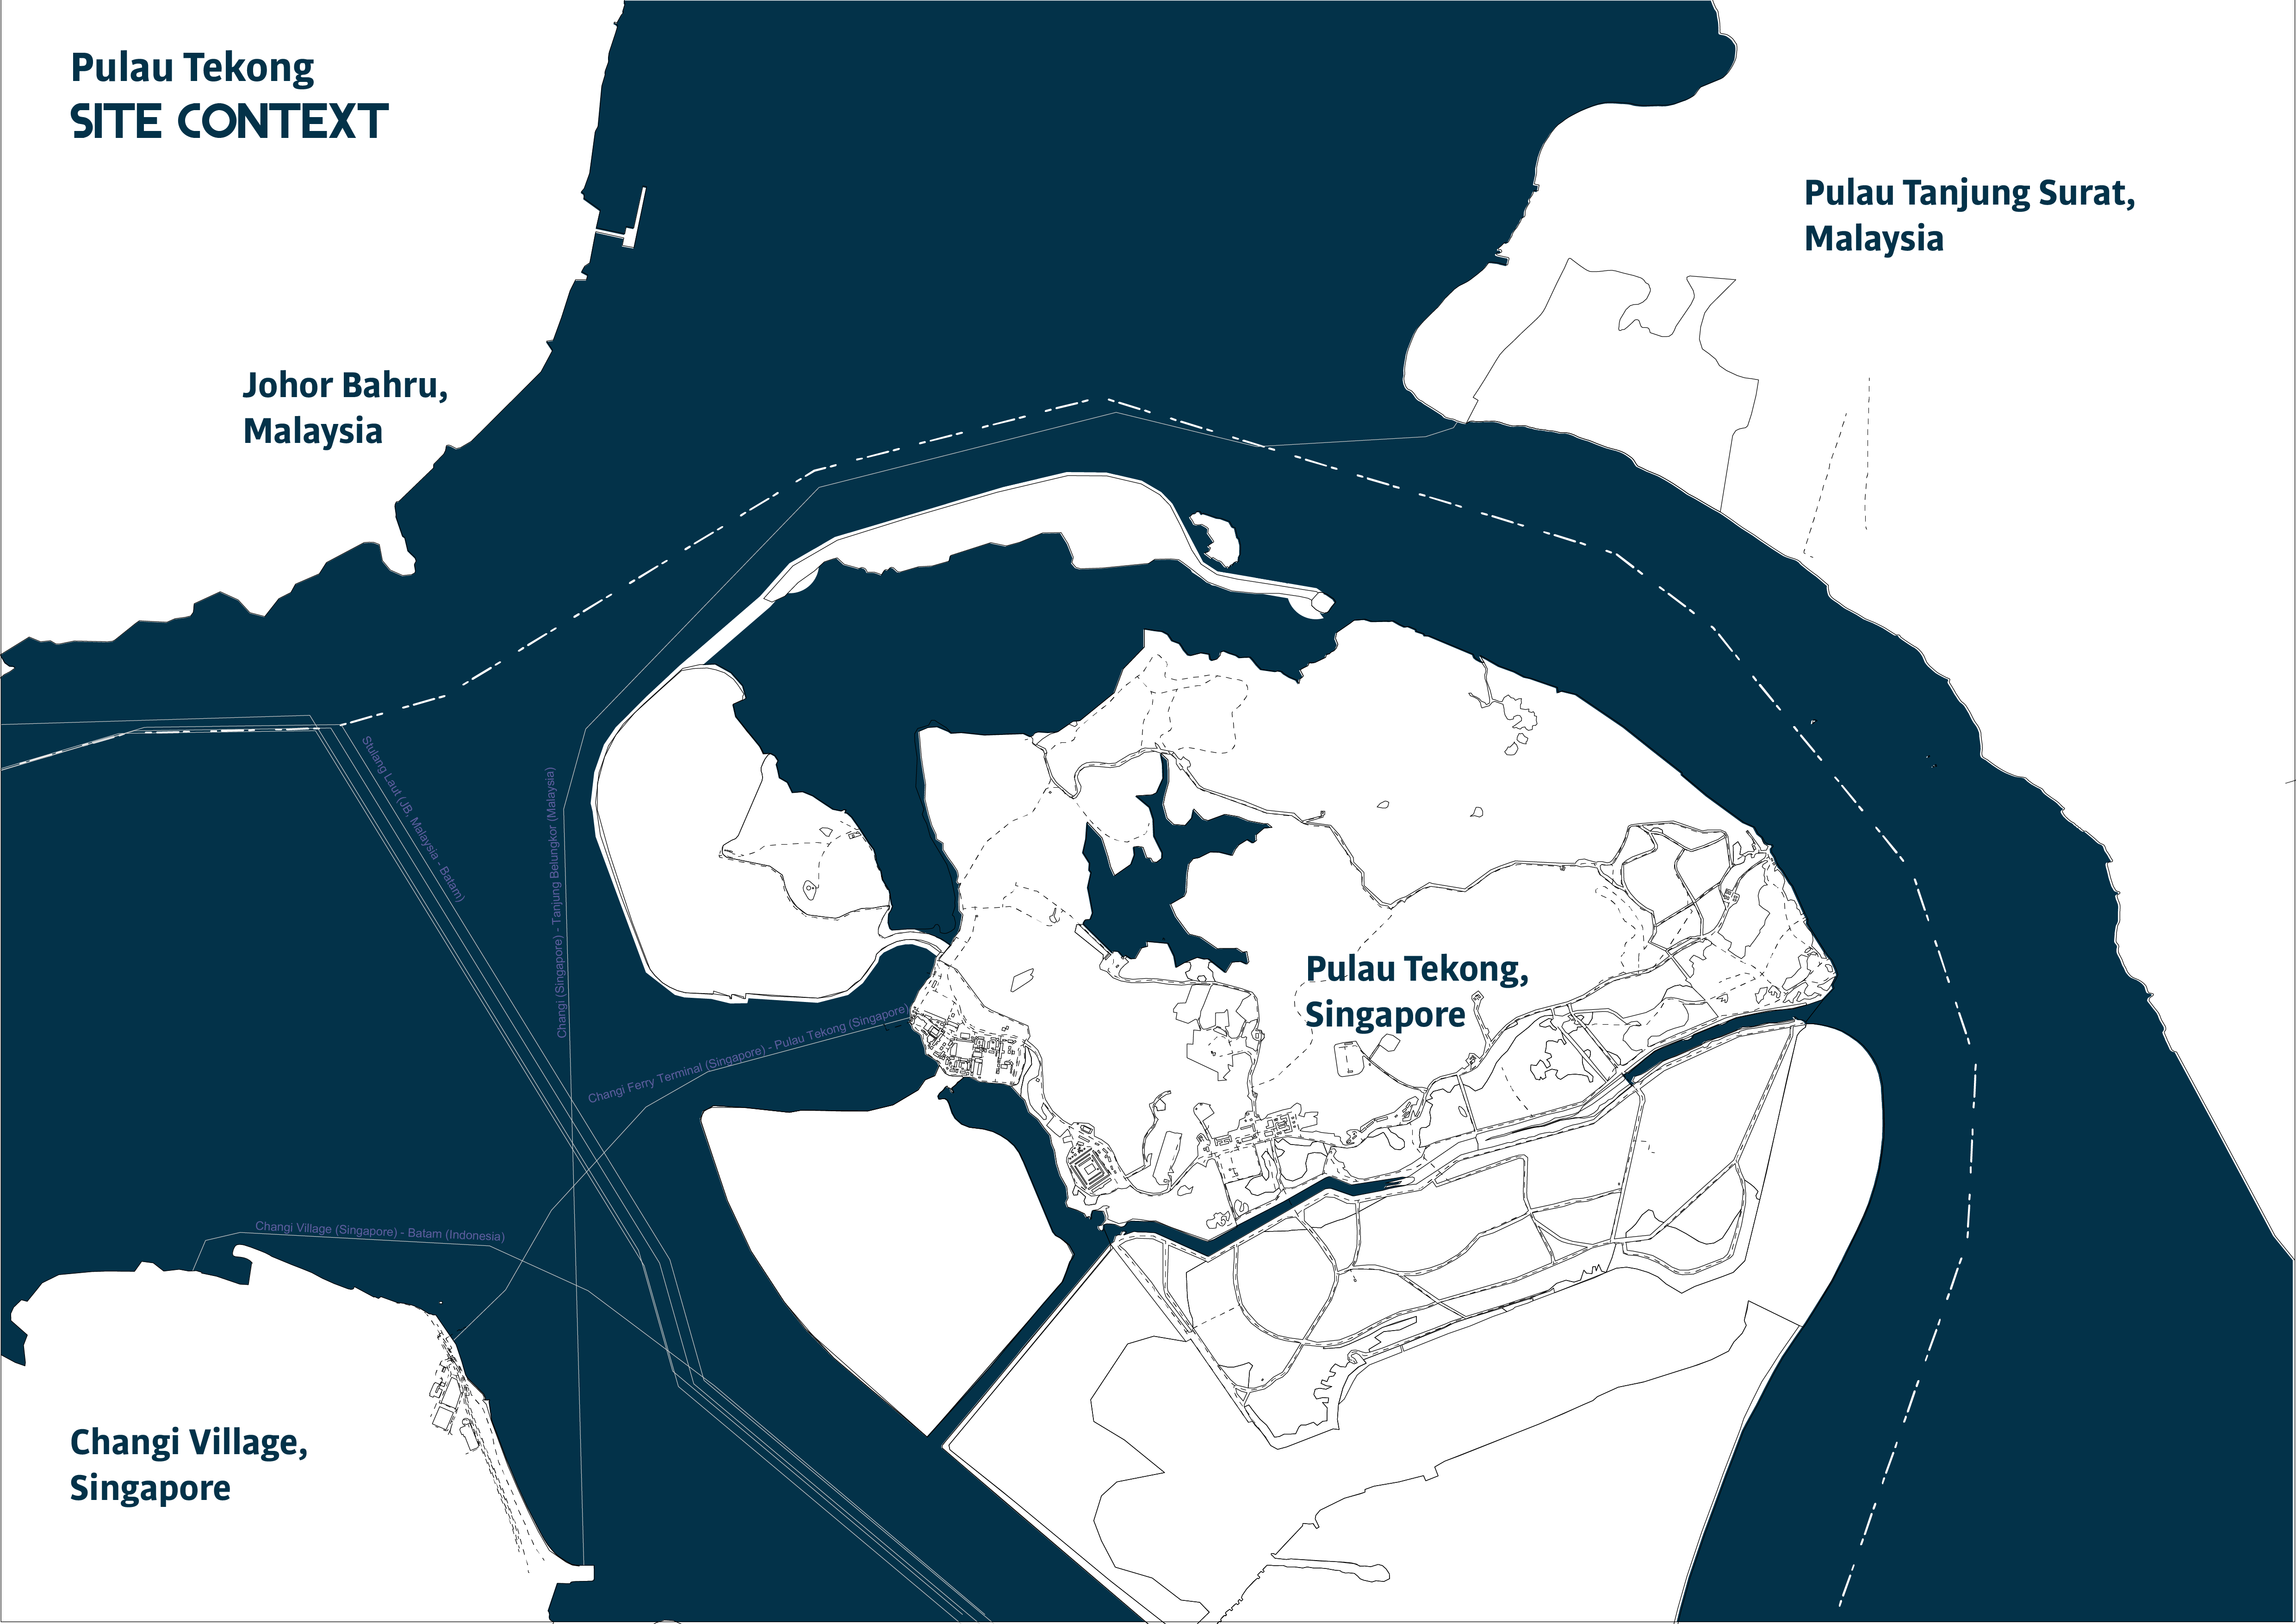 Pulau Tekong
SITE CONTEXT
Pulau Tanjung Surat,
Malaysia
Johor Bahru,
Malaysia
Stulang Laut (JB, Malaysia - Batam)
Changi (Singapore) - Tanjung Belungkor (Malaysia)
Pulau Tekong,
Singapore
Changi Ferry Terminal (Singapore) - Pulau Tekong (Singapore)
Changi Village (Singapore) - Batam (Indonesia)
Changi Village,
Singapore